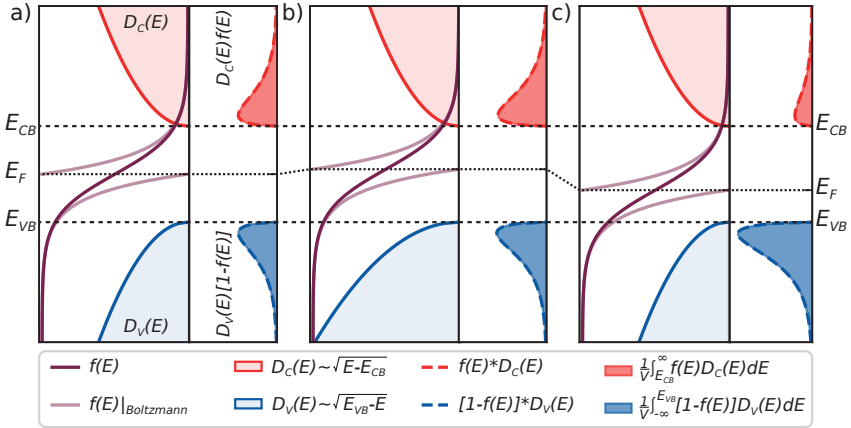 a)
b)
c)
D_C(E)
D_C(E)f(E)
E_CB
E_CB
E_F
E_F
E_VB
E_VB
D_V(E)
D_V(E)[1-f(E)]
f(E)
D_C(E)~√E-E_CB
f(E)*D_C(E)
1/V ∫_{E_CB}^{∞} f(E)D_C(E)dE
f(E)|_Boltzmann
D_V(E)~√E_VB-E
[1-f(E)]*D_V(E)
1/V ∫_{-∞}^{E_VB} [1-f(E)]D_V(E)dE